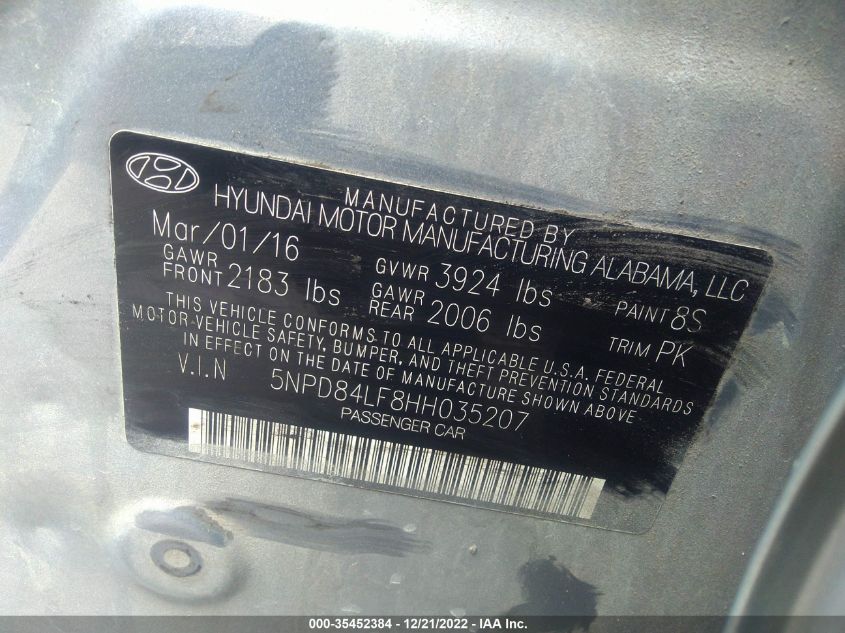 MANUFACTURED BY
HYUNDAI MOTOR MANUFACTURING ALABAMA, LLC
Mar/01/16 GVWR 3924 lbs PAINT 8S
GAWR FRONT 2183 lbs GAWR REAR 2006 lbs TRIM PK
THIS VEHICLE CONFORMS TO ALL APPLICABLE U.S.A. FEDERAL
MOTOR VEHICLE SAFETY, BUMPER, AND THEFT PREVENTION STANDARDS
IN EFFECT ON THE DATE OF MANUFACTURE SHOWN ABOVE
V.I.N 5NPD84LF8HH035207
PASSENGER CAR
000-35452384 - 12/21/2022 - IAA Inc.